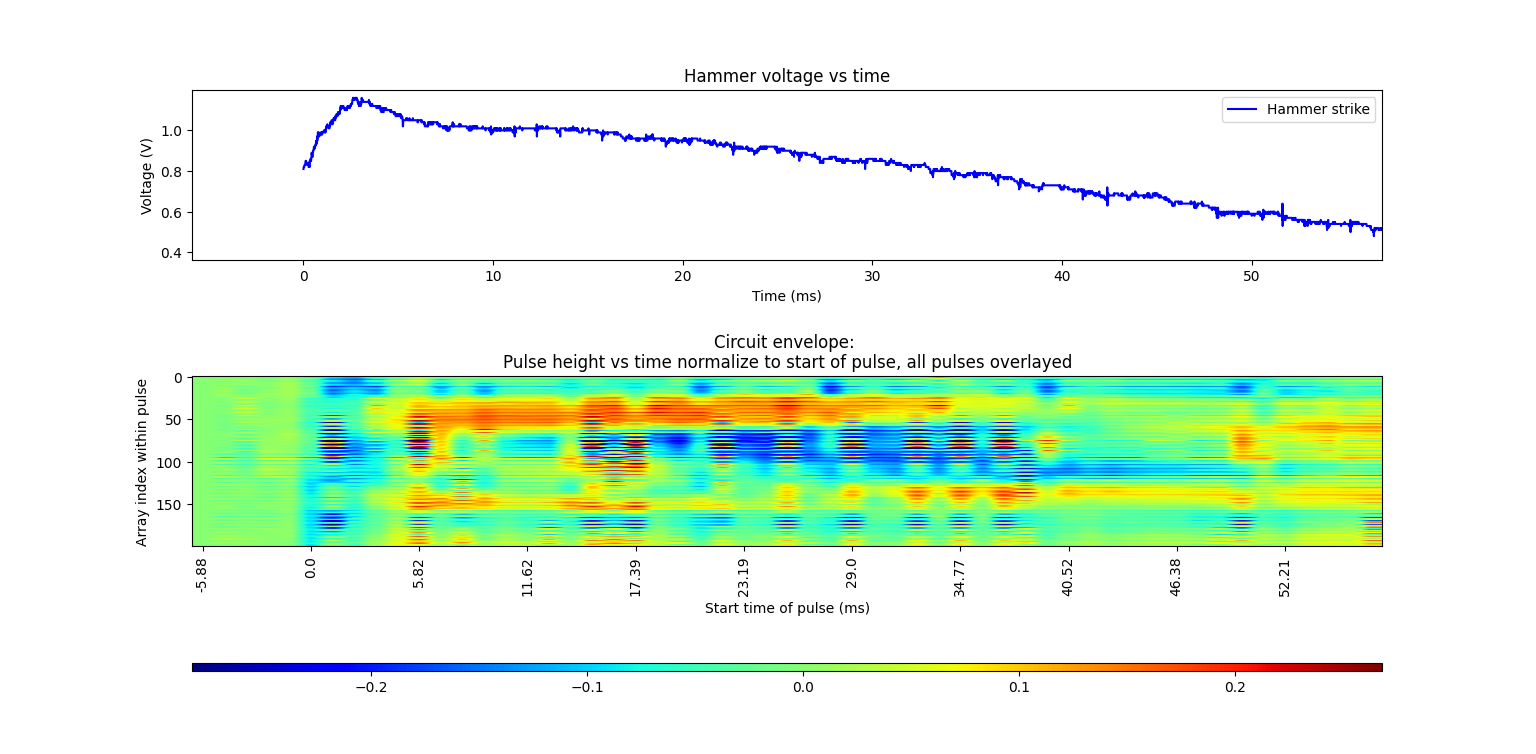 Hammer voltage vs time
Hammer strike
Voltage (V)
1.0
0.8
0.6
0.4
0 10 20 30 40 50
Time (ms)
Circuit envelope:
Pulse height vs time normalize to start of pulse, all pulses overlayed
Array index within pulse
0
50
100
150
-5.88 0.0 5.82 11.62 17.39 23.19 29.0 34.77 40.52 46.38 52.21
Start time of pulse (ms)
−0.2 −0.1 0.0 0.1 0.2